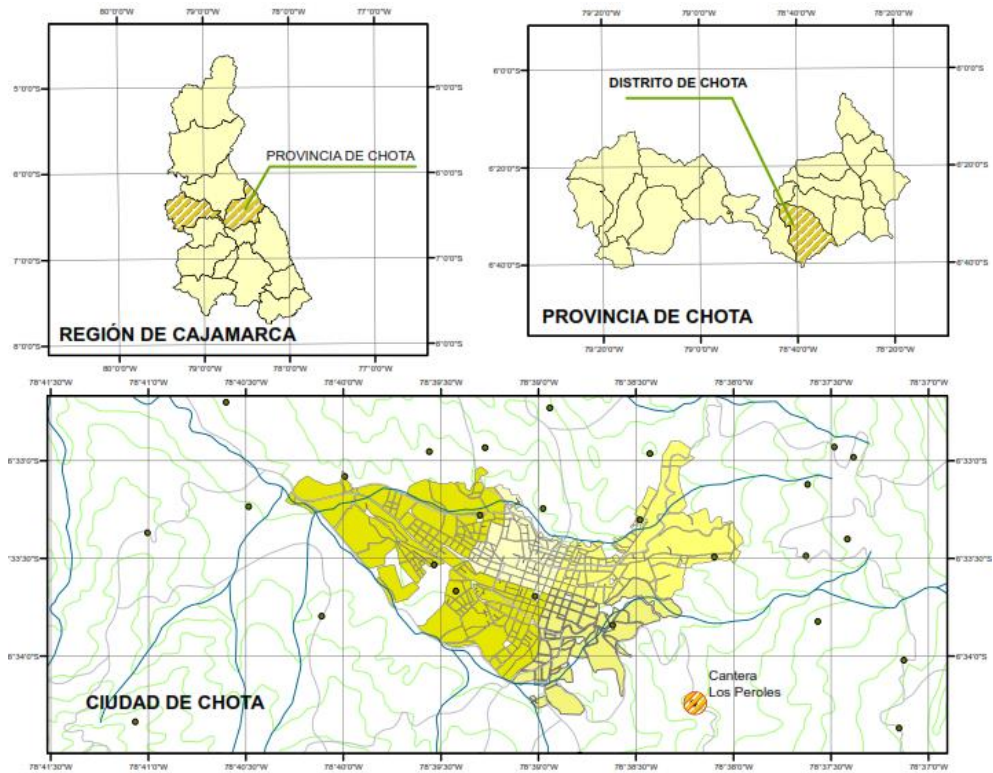 80°0'0"W 79°0'0"W 78°0'0"W 77°0'0"W
5°0'0"S 5°0'0"S
PROVINCIA DE CHOTA
6°0'0"S 6°0'0"S
7°0'0"S 7°0'0"S
REGIÓN DE CAJAMARCA
8°0'0"S 8°0'0"S
80°0'0"W 79°0'0"W 78°0'0"W 77°0'0"W
79°20'0"W 79°0'0"W 78°40'0"W 78°20'0"W
6°0'0"S 6°0'0"S
DISTRITO DE CHOTA
6°20'0"S 6°20'0"S
6°40'0"S 6°40'0"S
PROVINCIA DE CHOTA
79°20'0"W 79°0'0"W 78°40'0"W 78°20'0"W
78°41'30"W 78°41'0"W 78°40'30"W 78°40'0"W 78°39'30"W 78°39'0"W 78°38'30"W 78°38'0"W 78°37'30"W 78°37'0"W
6°33'0"S 6°33'0"S
6°33'30"S 6°33'30"S
6°34'0"S 6°34'0"S
Cantera
Los Peroles
CIUDAD DE CHOTA
78°41'30"W 78°41'0"W 78°40'30"W 78°40'0"W 78°39'30"W 78°39'0"W 78°38'30"W 78°38'0"W 78°37'30"W 78°37'0"W